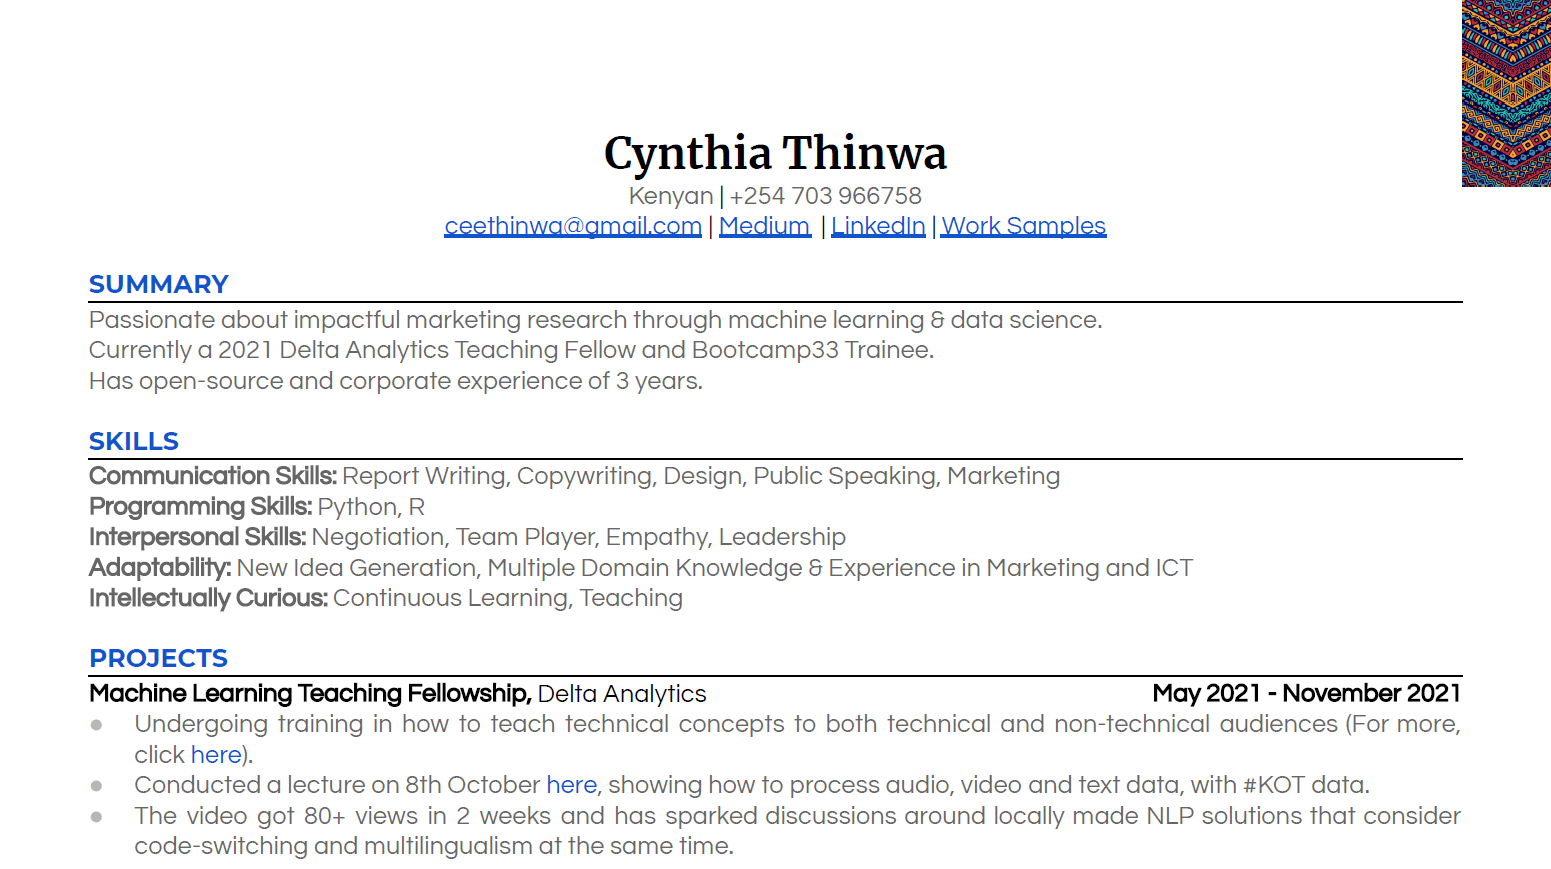 Cynthia Thinwa
Kenyan | +254 703 966758
ceethinwa@gmail.com | Medium | LinkedIn | Work Samples
SUMMARY
Passionate about impactful marketing research through machine learning & data science.
Currently a 2021 Delta Analytics Teaching Fellow and Bootcamp33 Trainee.
Has open-source and corporate experience of 3 years.
SKILLS
Communication Skills: Report Writing, Copywriting, Design, Public Speaking, Marketing
Programming Skills: Python, R
Interpersonal Skills: Negotiation, Team Player, Empathy, Leadership
Adaptability: New Idea Generation, Multiple Domain Knowledge & Experience in Marketing and ICT
Intellectually Curious: Continuous Learning, Teaching
PROJECTS
Machine Learning Teaching Fellowship, Delta Analytics May 2021 - November 2021
● Undergoing training in how to teach technical concepts to both technical and non-technical audiences (For more,
click here).
● Conducted a lecture on 8th October here, showing how to process audio, video and text data, with #KOT data.
● The video got 80+ views in 2 weeks and has sparked discussions around locally made NLP solutions that consider
code-switching and multilingualism at the same time.